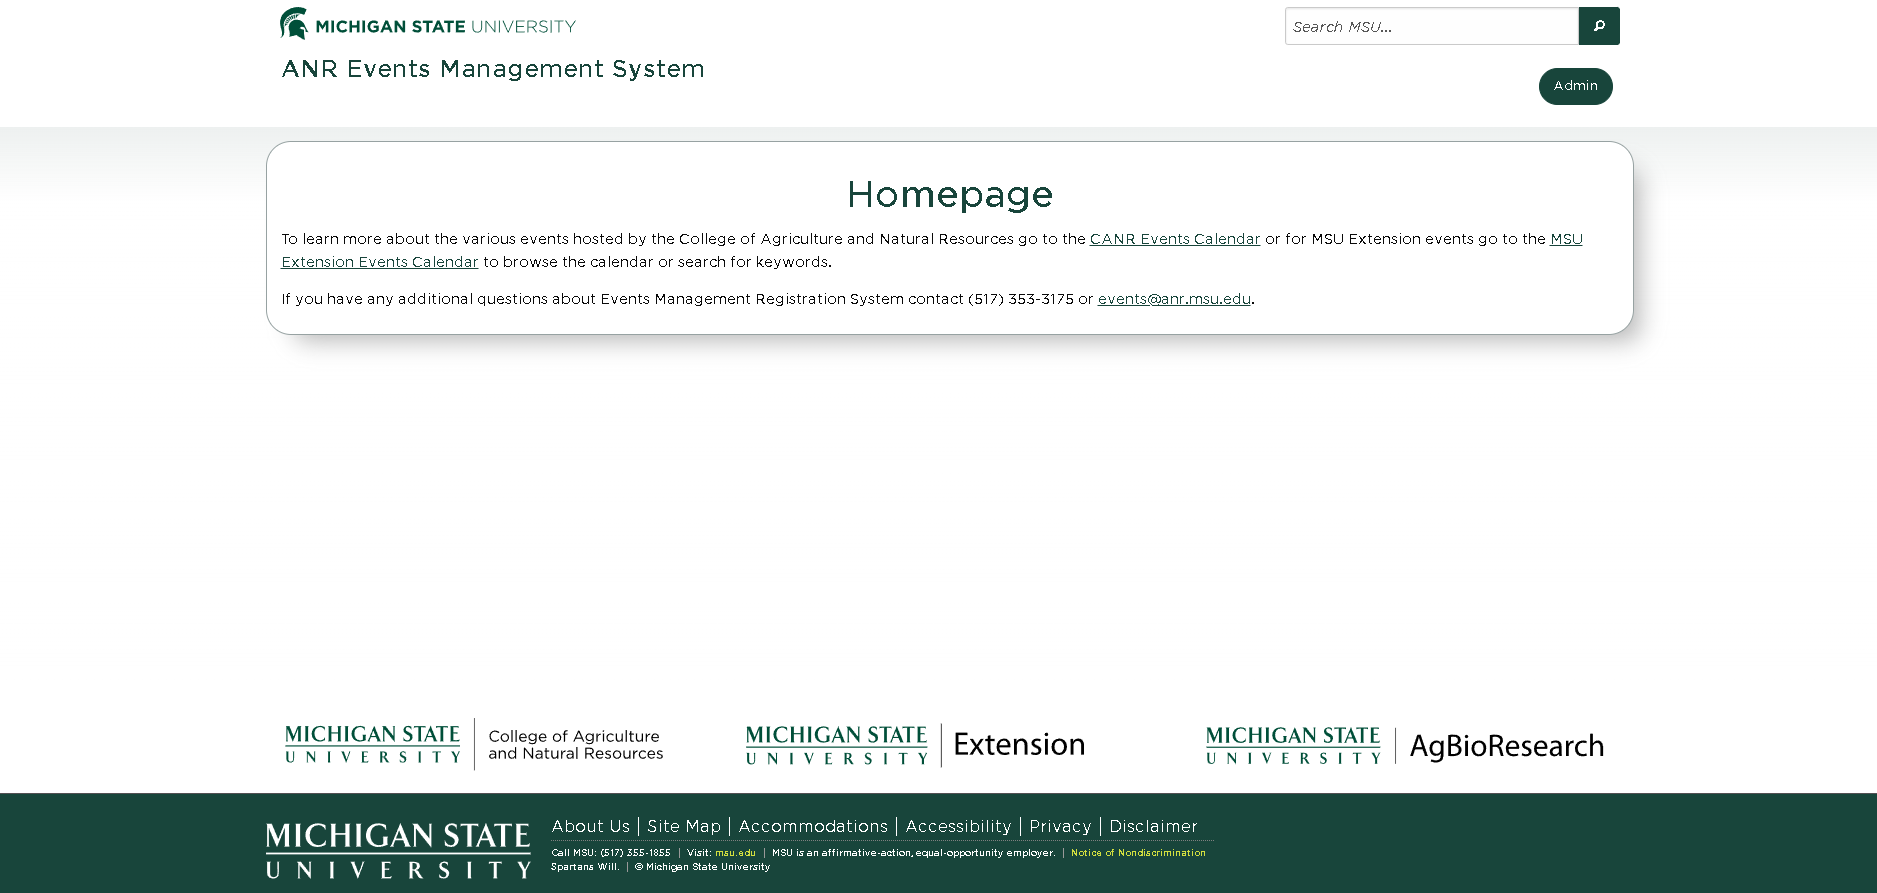 MICHIGAN STATE UNIVERSITY
Search MSU...
ANR Events Management System
Admin
Homepage
To learn more about the various events hosted by the College of Agriculture and Natural Resources go to the CANR Events Calendar or for MSU Extension events go to the MSU
Extension Events Calendar to browse the calendar or search for keywords.
If you have any additional questions about Events Management Registration System contact (517) 353-3175 or events@anr.msu.edu.
MICHIGAN STATE
UNIVERSITY
College of Agriculture
and Natural Resources
MICHIGAN STATE
UNIVERSITY
Extension
MICHIGAN STATE
UNIVERSITY
AgBioResearch
MICHIGAN STATE
UNIVERSITY
About Us | Site Map | Accommodations | Accessibility | Privacy | Disclaimer
Call MSU: (517) 355-1855 | Visit: msu.edu | MSU is an affirmative-action, equal-opportunity employer. | Notice of Nondiscrimination
Spartans Will. | © Michigan State University